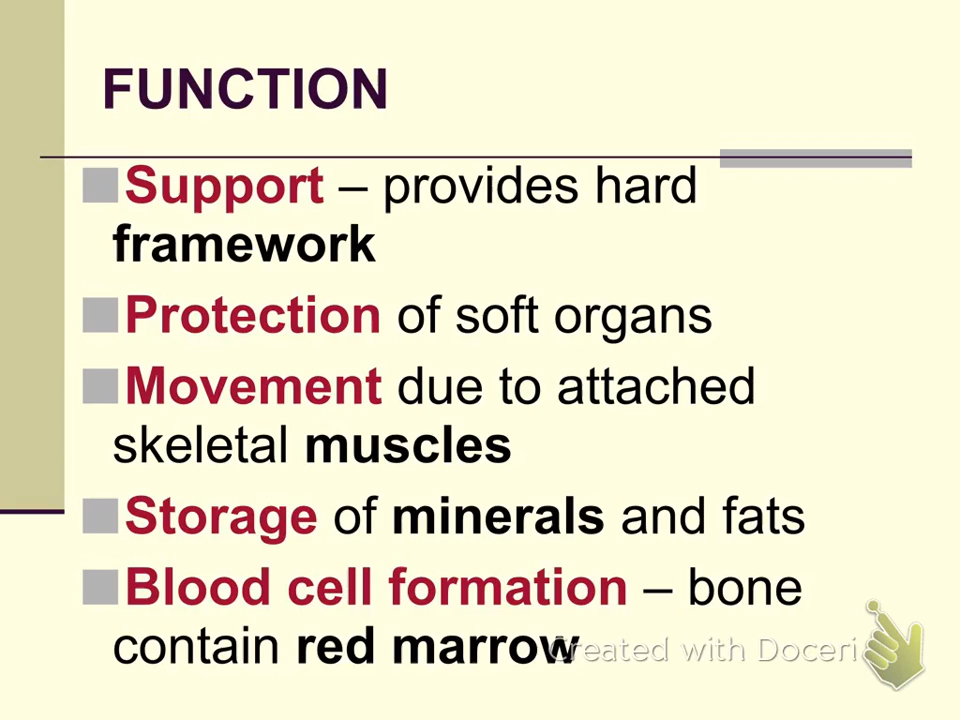 FUNCTION
Support – provides hard
framework
Protection of soft organs
Movement due to attached
skeletal muscles
Storage of minerals and fats
Blood cell formation – bone
contain red marrow
Created with Doceri